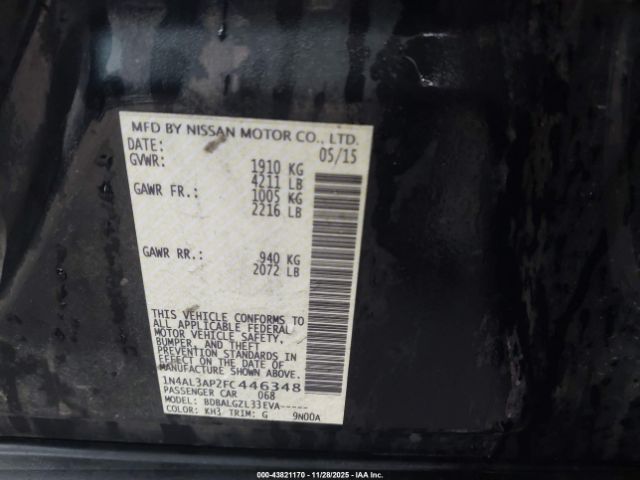 MFD BY NISSAN MOTOR CO., LTD.
DATE: 05/15
GVWR: 1910 KG
4211 LB
GAWR FR.: 1005 KG
2216 LB
GAWR RR.: 940 KG
2072 LB
THIS VEHICLE CONFORMS TO
ALL APPLICABLE FEDERAL
MOTOR VEHICLE SAFETY,
BUMPER, AND THEFT
PREVENTION STANDARDS IN
EFFECT ON THE DATE OF
MANUFACTURE SHOWN ABOVE.
1N4AL3AP2FC446348
PASSENGER CAR 068
MODEL: BDBALGZL33EVA-----
COLOR: KH3 TRIM: G 9N00A
000-43821170 | 11/28/2025 - © IAA Inc.